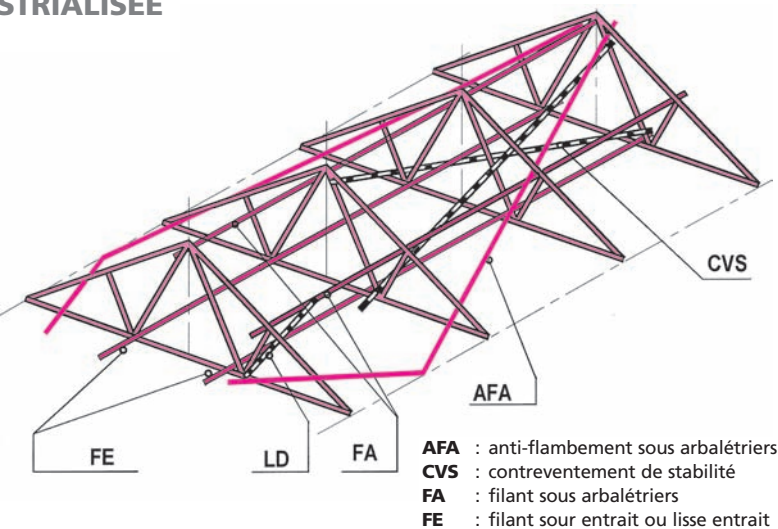 STRIALISÉE
CVS
AFA
FE
LD
FA
AFA : anti-flambement sous arbalétriers
CVS : contreventement de stabilité
FA : filant sous arbalétriers
FE : filant sour entrait ou lisse entrait